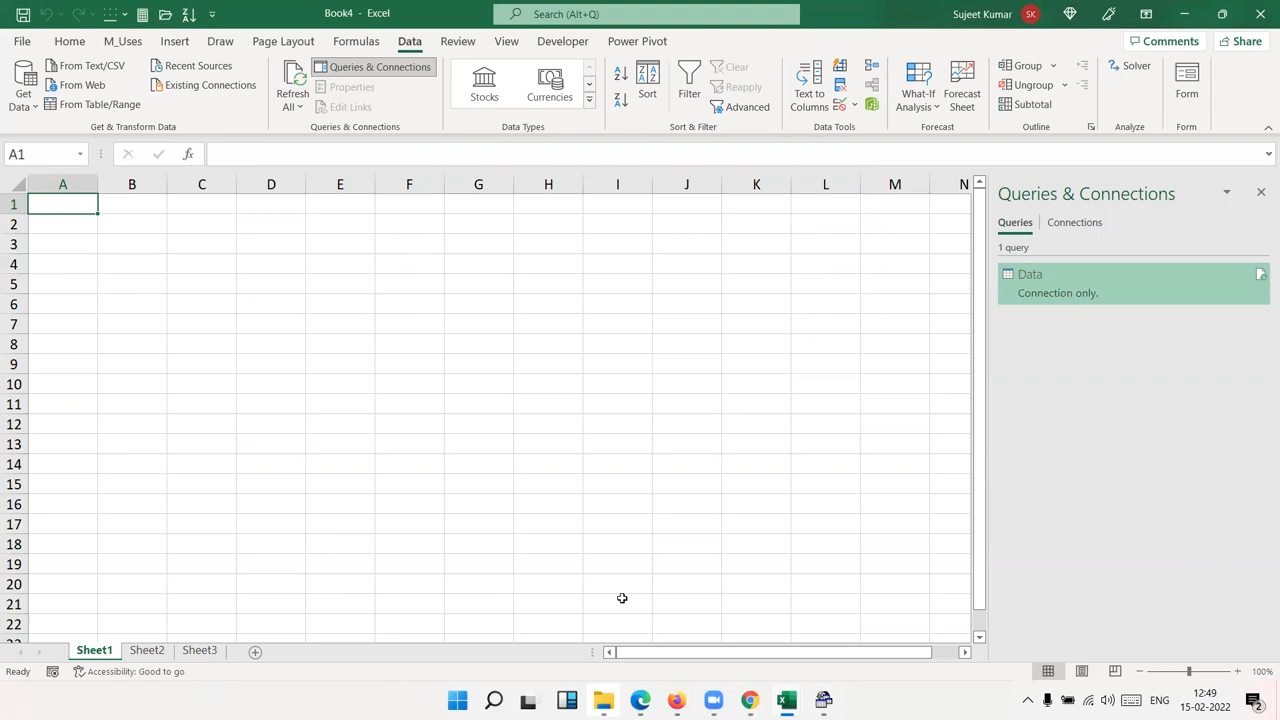 Book4 - Excel
Search (Alt+Q)
Sujeet Kumar
SK
File
Home
M_Uses
Insert
Draw
Page Layout
Formulas
Data
Review
View
Developer
Power Pivot
Comments
Share
Get Data
From Text/CSV
From Web
From Table/Range
Recent Sources
Existing Connections
Get & Transform Data
Refresh All
Queries & Connections
Properties
Edit Links
Queries & Connections
Stocks
Currencies
Data Types
Sort
Filter
Clear
Reapply
Advanced
Sort & Filter
Text to Columns
Data Tools
What-If Analysis
Forecast Sheet
Forecast
Group
Ungroup
Subtotal
Outline
Solver
Analyze
Form
Form
A1
fx
A B C D E F G H I J K L M N
1
2
3
4
5
6
7
8
9
10
11
12
13
14
15
16
17
18
19
20
21
22
23
Queries & Connections
Queries
Connections
1 query
Data
Connection only.
Sheet1
Sheet2
Sheet3
Ready
Accessibility: Good to go
100%
ENG
12:49
15-02-2022
2